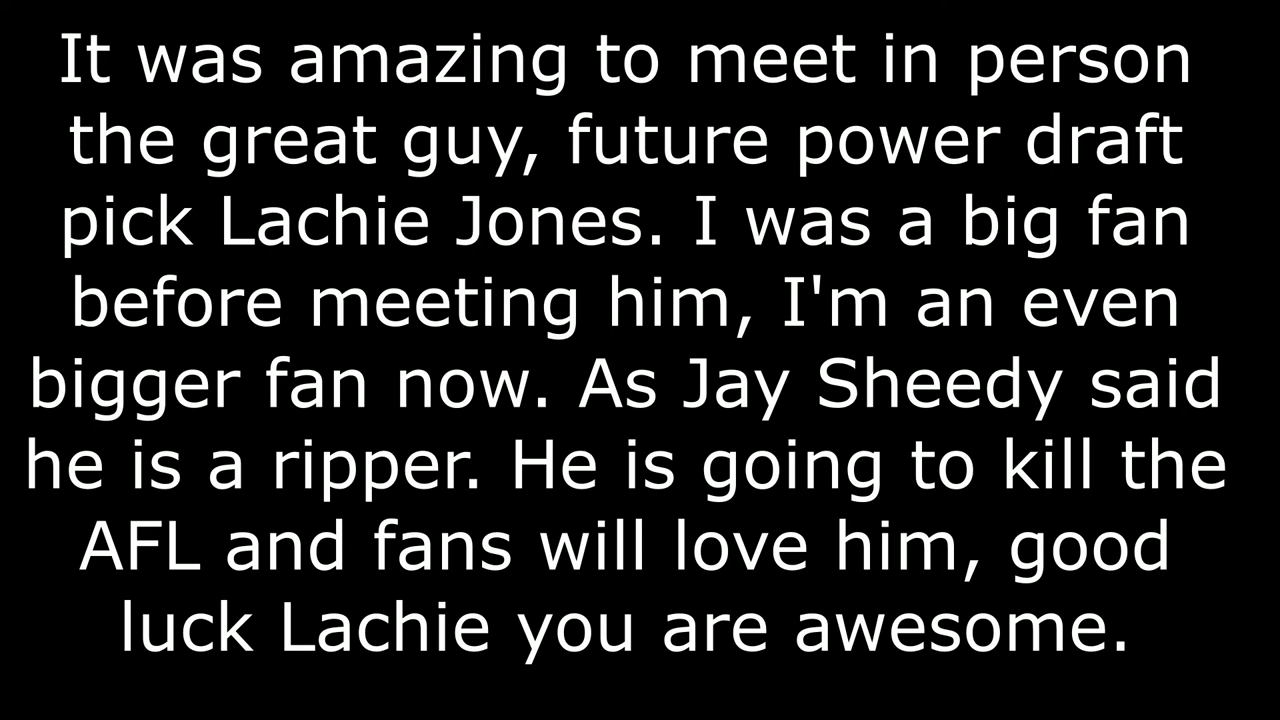 It was amazing to meet in person
the great guy, future power draft
pick Lachie Jones. I was a big fan
before meeting him, I'm an even
bigger fan now. As Jay Sheedy said
he is a ripper. He is going to kill the
AFL and fans will love him, good
luck Lachie you are awesome.